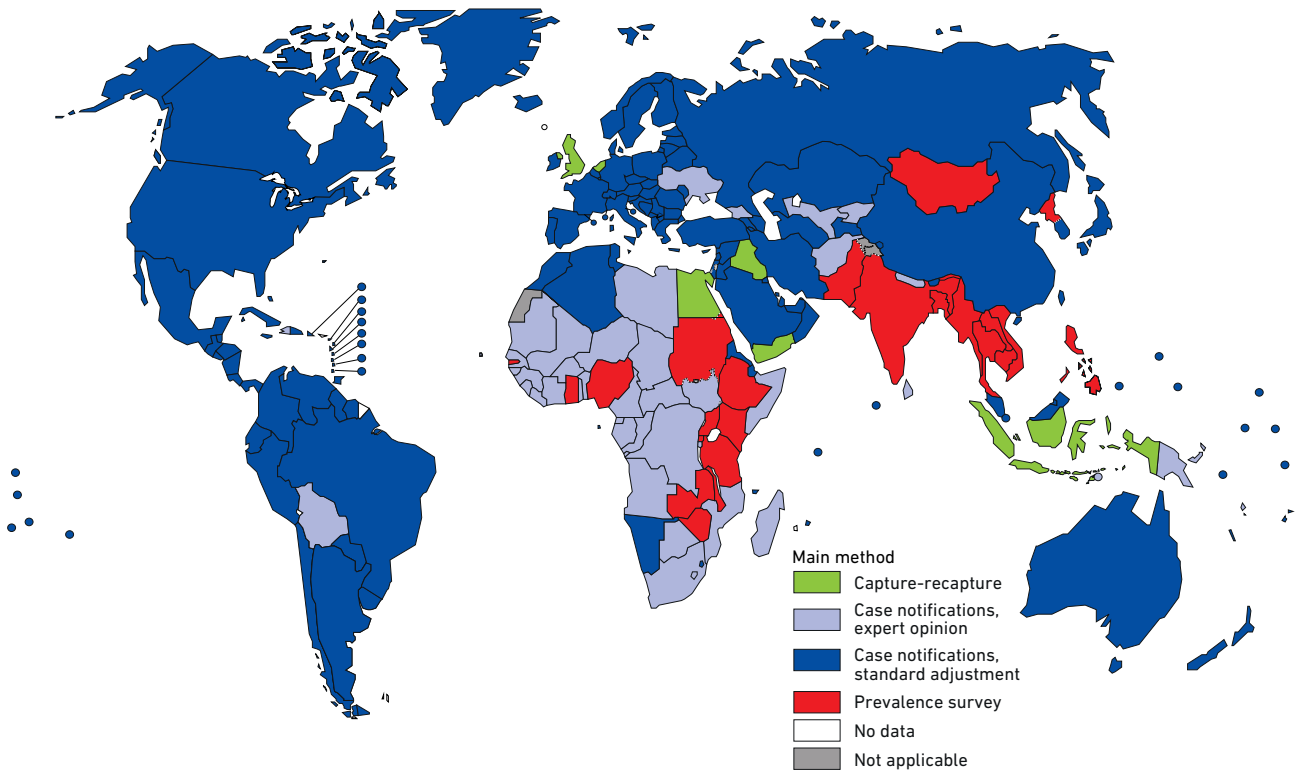 Main method
Capture-recapture
Case notifications,
expert opinion
Case notifications,
standard adjustment
Prevalence survey
No data
Not applicable